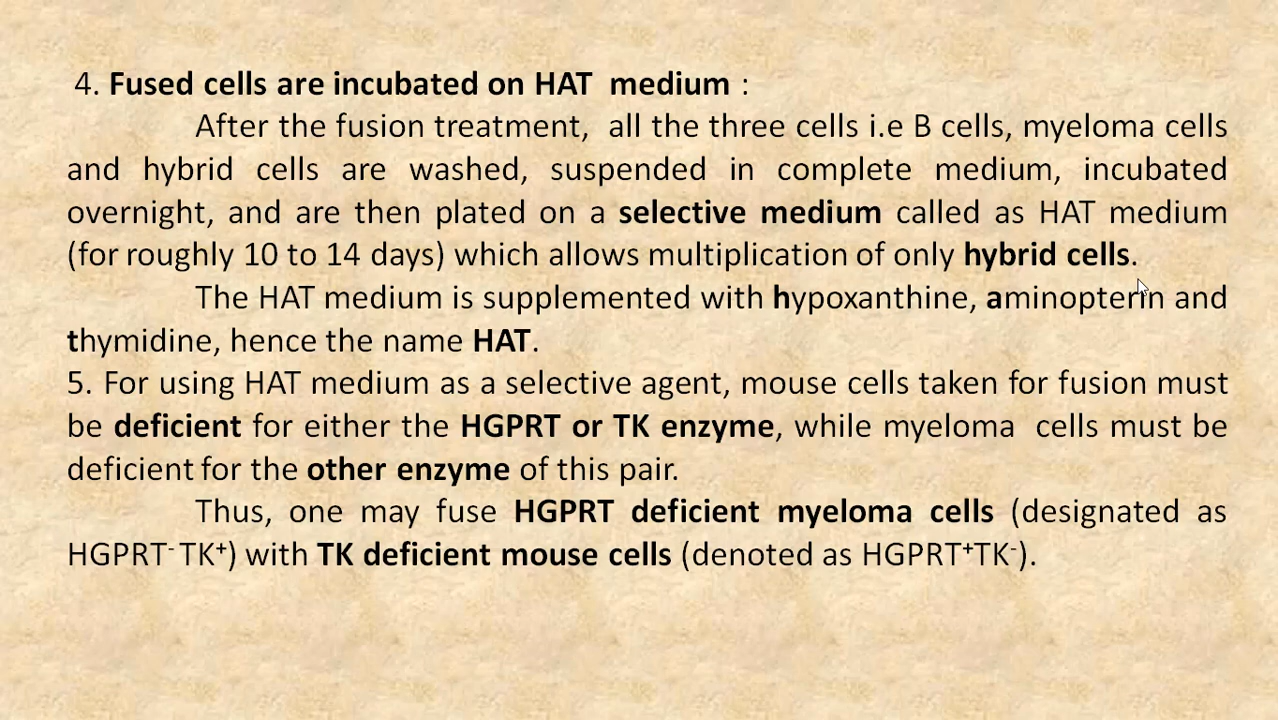 4. Fused cells are incubated on HAT medium :
After the fusion treatment, all the three cells i.e B cells, myeloma cells
and hybrid cells are washed, suspended in complete medium, incubated
overnight, and are then plated on a selective medium called as HAT medium
(for roughly 10 to 14 days) which allows multiplication of only hybrid cells.
The HAT medium is supplemented with hypoxanthine, aminopterin and
thymidine, hence the name HAT.
5. For using HAT medium as a selective agent, mouse cells taken for fusion must
be deficient for either the HGPRT or TK enzyme, while myeloma cells must be
deficient for the other enzyme of this pair.
Thus, one may fuse HGPRT deficient myeloma cells (designated as
HGPRT⁻ TK⁺) with TK deficient mouse cells (denoted as HGPRT⁺TK⁻).